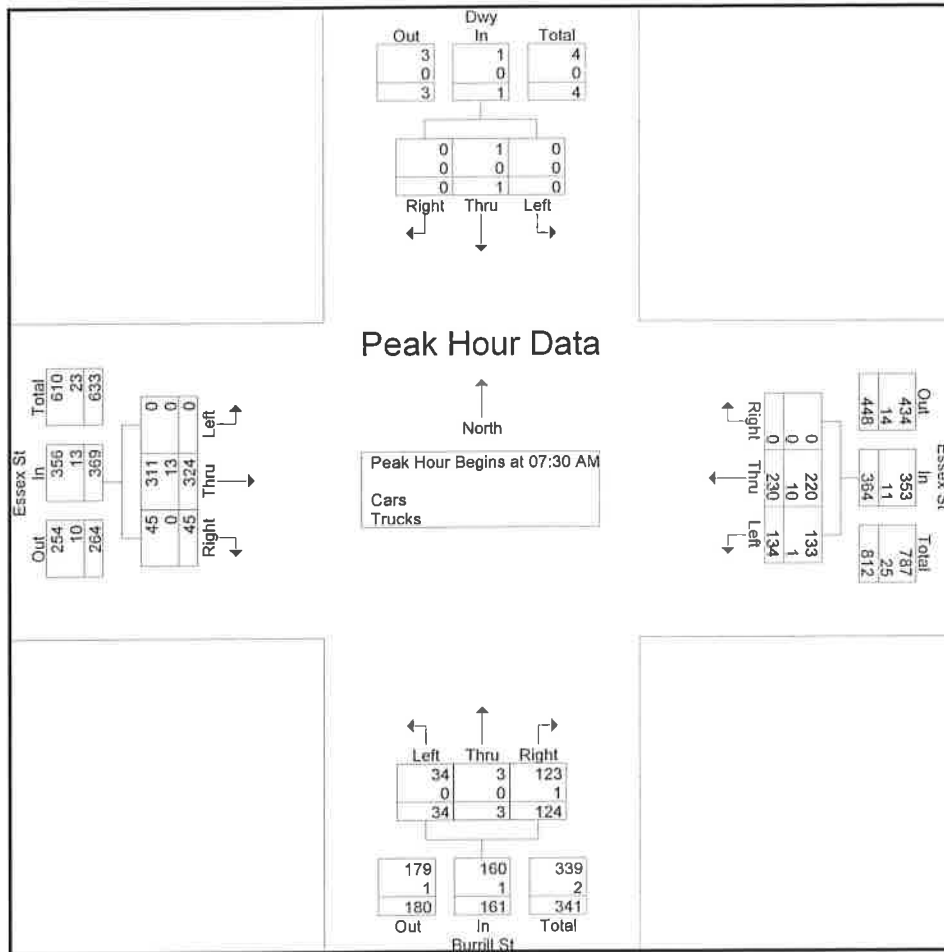 Dwy
Out In Total
3 1 4
0 0 0
3 1 4
0 1 0
0 0 0
0 1 0
Right Thru Left
Peak Hour Data
North
Peak Hour Begins at 07:30 AM
Cars
Trucks
Essex St
Out In Total
254 356 610
10 13 23
264 369 633
Left Thru Right
0 311 45
0 13 0
0 324 45
Essex St
Out In Total
434 353 787
14 11 25
448 364 812
Right Thru Left
0 220 133
0 10 1
0 230 134
Left Thru Right
34 3 123
0 0 1
34 3 124
179 160 339
1 1 2
180 161 341
Out In Total
Burrill St